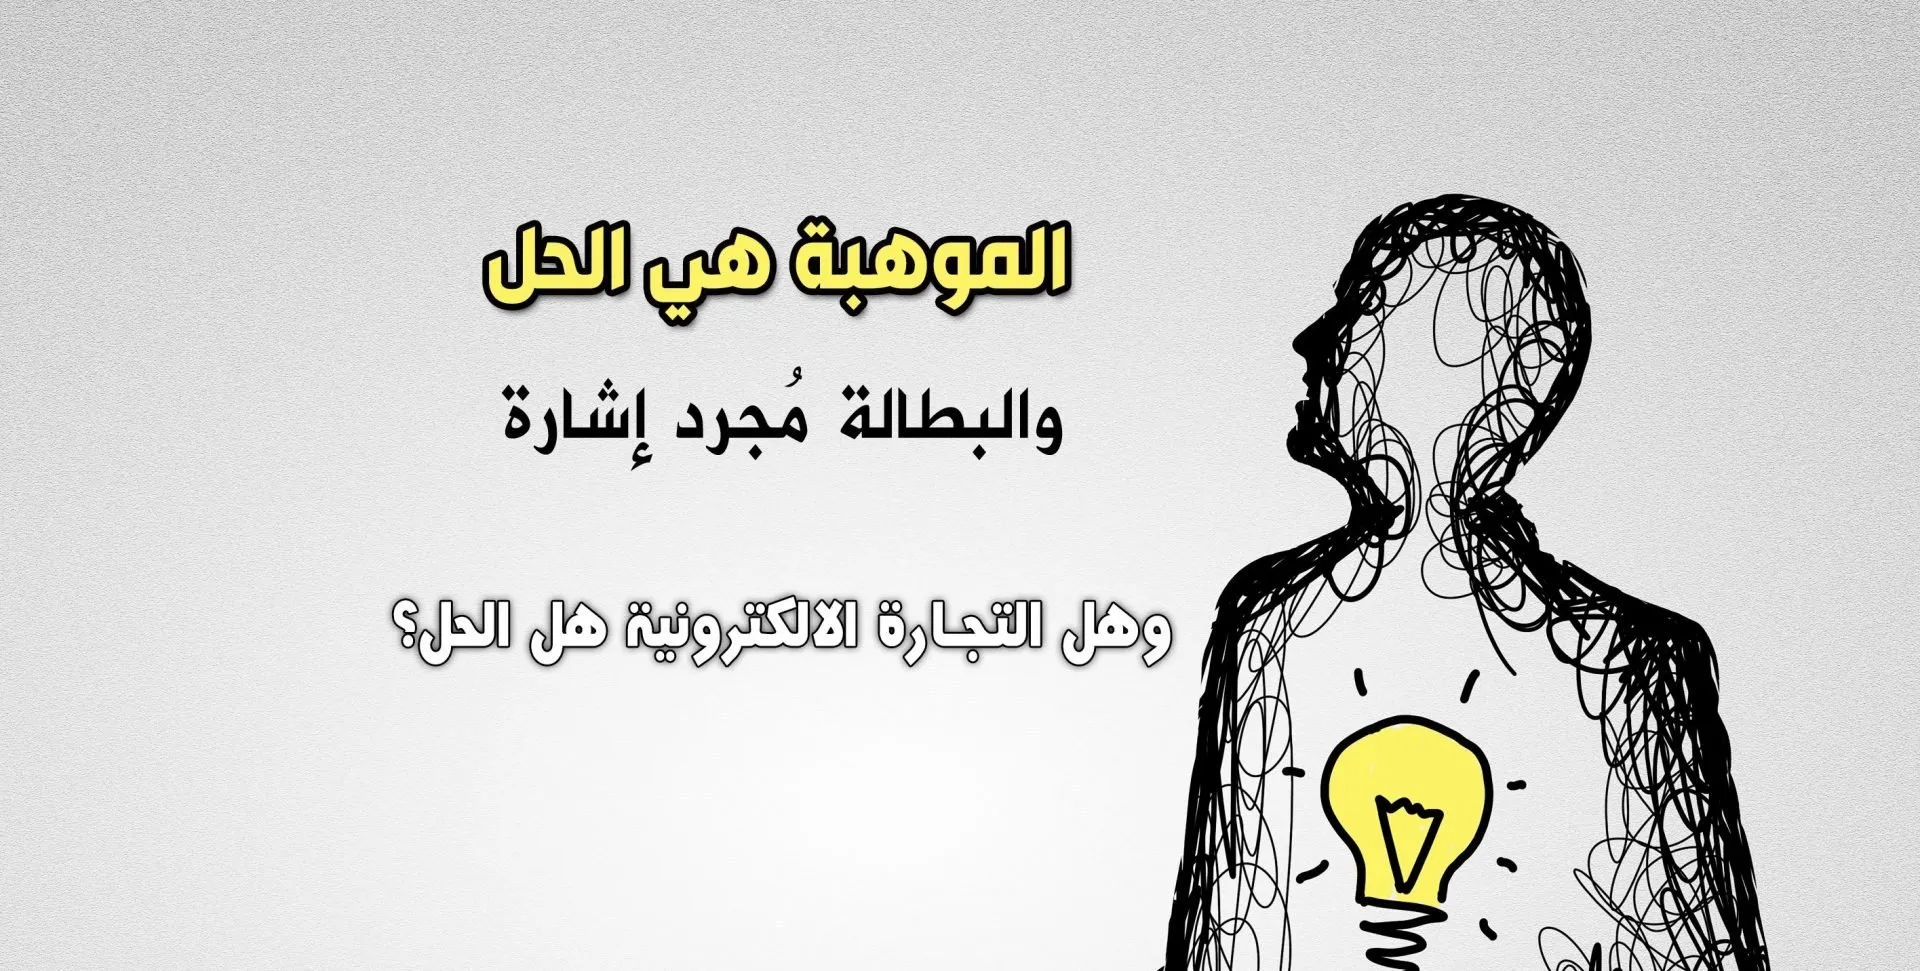 الموهبة هي الحل
والبطالة مُجرد إشارة
وهل التجارة الالكترونية هل الحل؟